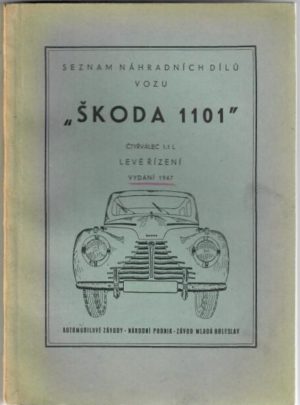 SEZNAM NÁHRADNÍCH DÍLŮ
VOZU
„ŠKODA 1101"
ČTYŘVÁLEC 1.1 L
LEVÉ ŘÍZENÍ
VYDÁNÍ 1947
AUTOMOBILOVÉ ZÁVODY - NÁRODNÍ PODNIK - ZÁVOD MLADÁ BOLESLAV